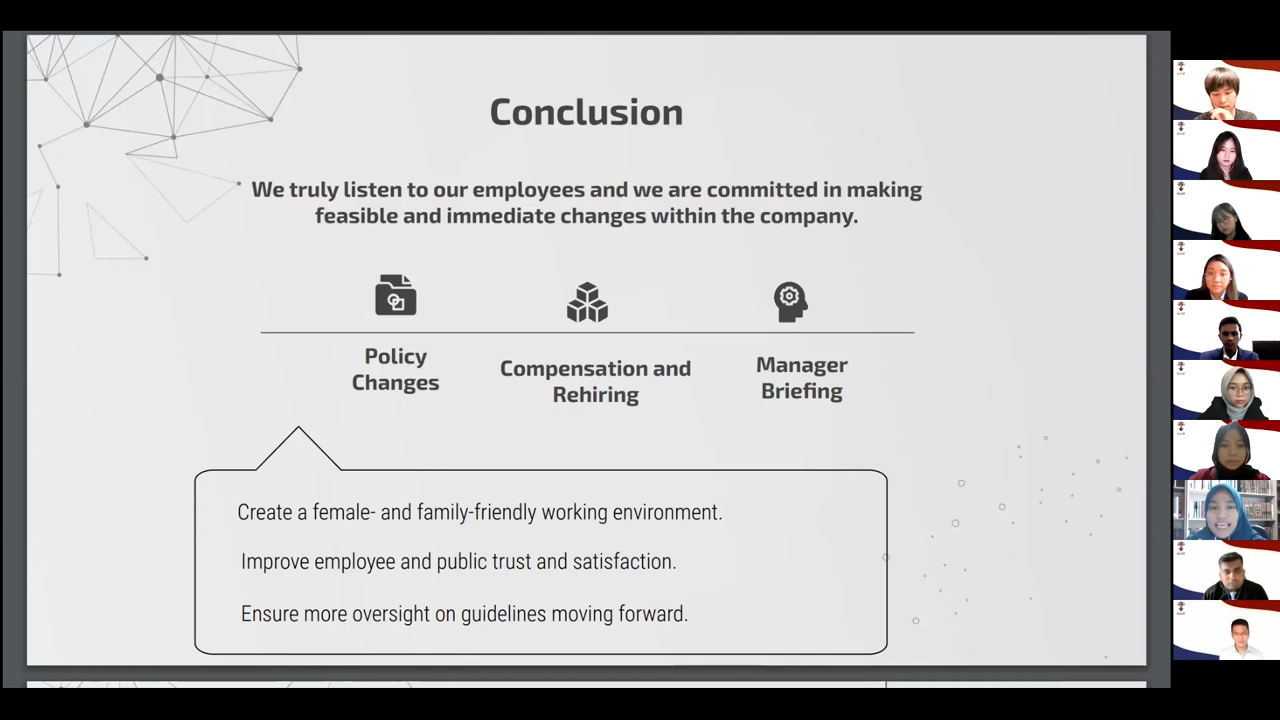 Conclusion
We truly listen to our employees and we are committed in making
feasible and immediate changes within the company.
Policy
Changes
Compensation and
Rehiring
Manager
Briefing
Create a female- and family-friendly working environment.
Improve employee and public trust and satisfaction.
Ensure more oversight on guidelines moving forward.